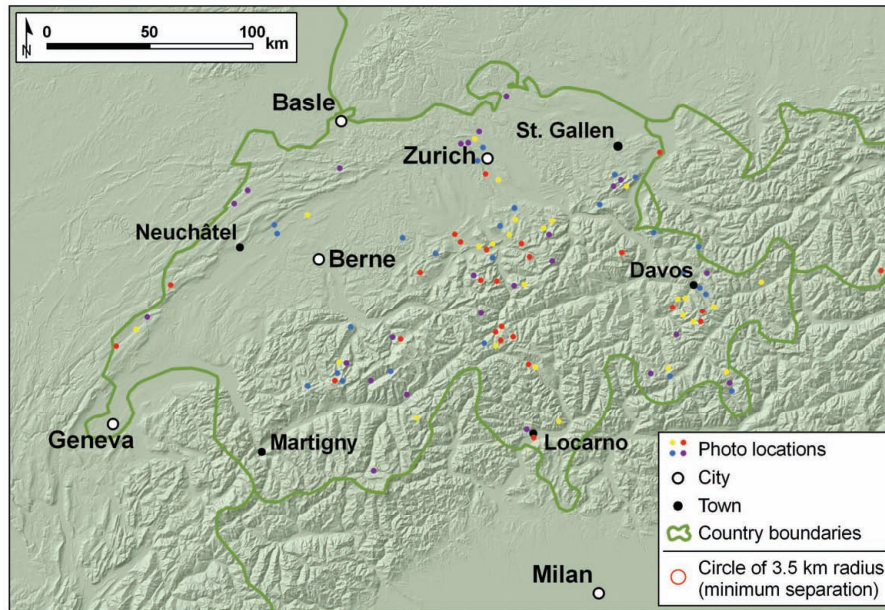 N
0 50 100
km
Basle
St. Gallen
Zurich
Neuchâtel
Berne
Davos
Geneva
Martigny
Locarno
Milan
Photo locations
City
Town
Country boundaries
Circle of 3.5 km radius
(minimum separation)